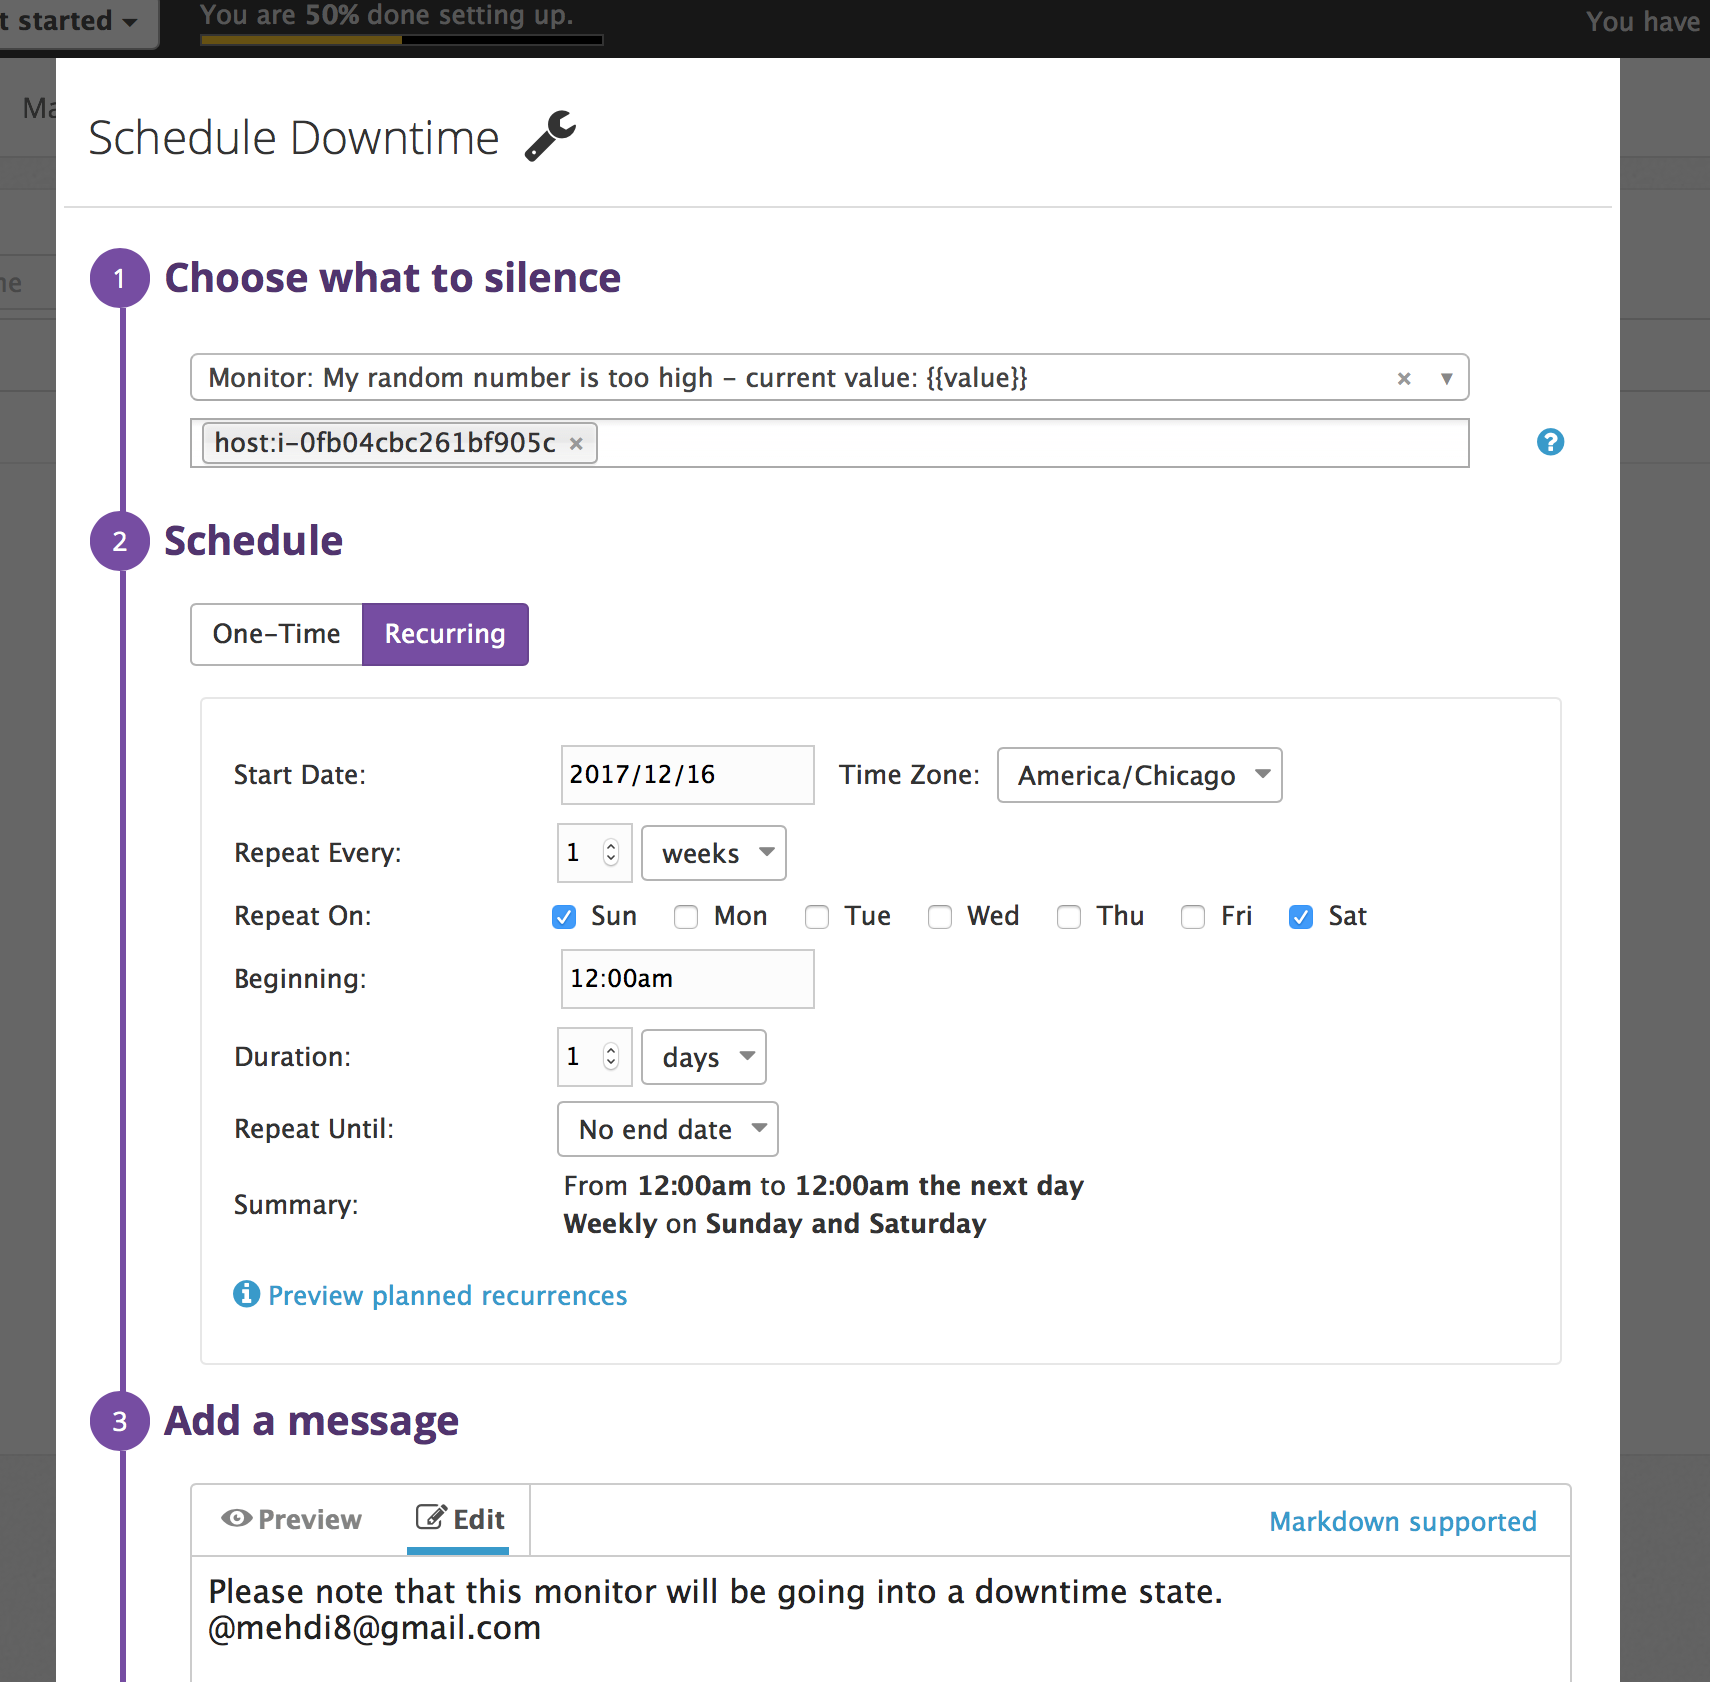 t started
You are 50% done setting up.
You have
Ma
Schedule Downtime
1 Choose what to silence
Monitor: My random number is too high – current value: {{value}} × ▼
host:i-0fb04cbc261bf905c ×
?
2 Schedule
One-Time Recurring
Start Date: 2017/12/16 Time Zone: America/Chicago
Repeat Every: 1 weeks
Repeat On: Sun Mon Tue Wed Thu Fri Sat
Beginning: 12:00am
Duration: 1 days
Repeat Until: No end date
Summary: From 12:00am to 12:00am the next day
Weekly on Sunday and Saturday
Preview planned recurrences
3 Add a message
Preview Edit Markdown supported
Please note that this monitor will be going into a downtime state.
@mehdi8@gmail.com